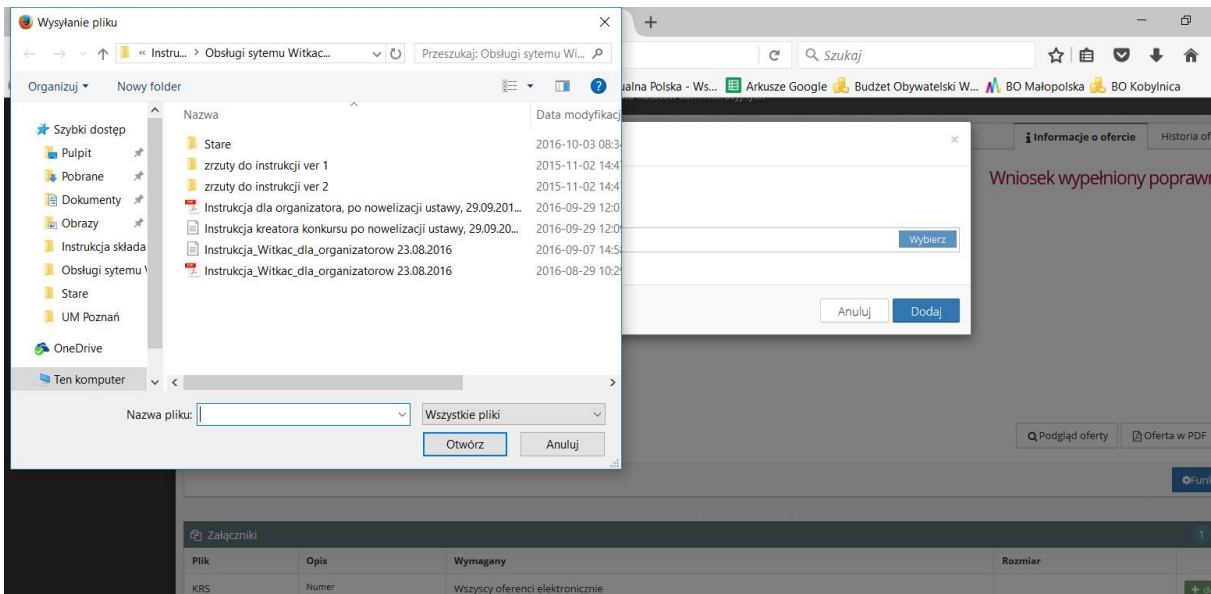 Wysyłanie pliku
« Instru... > Obsługi sytemu Witkac...
Przeszukaj: Obsługi sytemu Wi...
Szukaj
Organizuj
Nowy folder
ualna Polska - Ws... Arkusze Google Budżet Obywatelski W... BO Małopolska BO Kobylnica
Nazwa
Data modyfikacj
Szybki dostęp
Pulpit
Pobrane
Dokumenty
Obrazy
Instrukcja składa
Obsługi sytemu
Stare
UM Poznań
OneDrive
Ten komputer
Stare 2016-10-03 08:3
zrzuty do instrukcji ver 1 2015-11-02 14:4
zrzuty do instrukcji ver 2 2015-11-02 14:4
Instrukcja dla organizatora, po nowelizacji ustawy, 29.09.201... 2016-09-29 12:0
Instrukcja kreatora konkursu po nowelizacji ustawy, 29.09.20... 2016-09-29 12:0
Instrukcja_Witkac_dla_organizatorow 23.08.2016 2016-09-07 14:5
Instrukcja_Witkac_dla_organizatorow 23.08.2016 2016-08-29 10:2
Nazwa pliku:
Wszystkie pliki
Otwórz
Anuluj
Informacje o ofercie
Historia of
Wniosek wypełniony popraw
Wybierz
Anuluj
Dodaj
Podgląd oferty
Oferta w PDF
Fun
Załączniki
1
Plik Opis Wymagany Rozmiar
KRS Numer Wszyscy oferenci elektronicznie
+ d